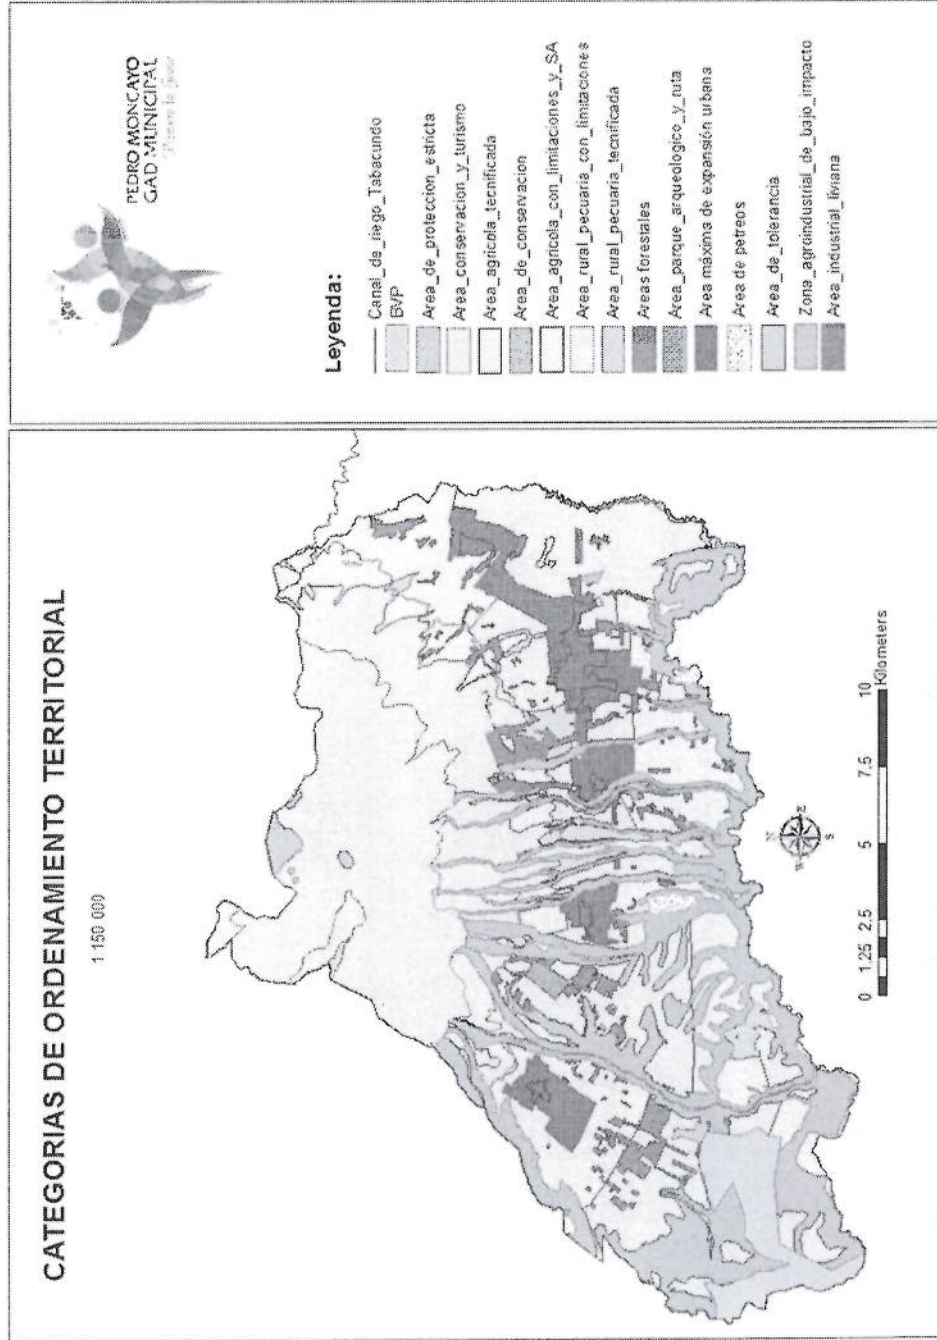 CATEGORIAS DE ORDENAMIENTO TERRITORIAL
1:150 000
N
S
0 1.25 2.5 5 7.5 10
Kilometers
PEDRO MONCAYO
GAD MUNICIPAL
Leyenda:
Canal_de_riego_Tabacundo
BVP
Area_de_proteccion_estricta
Area_conservacion_y_turismo
Area_agricola_tecnificada
Area_de_conservacion
Area_agricola_con_limitaciones_y_SA
Area_rural_pecuaria_con_limitaciones
Area_rural_pecuaria_tecnificada
Areas forestales
Area_parque_arqueologico_y_ruta
Area máxima de expansión urbana
Area de petreos
Area_de_tolerancia
Zona_agroindustrial_de_bajo_impacto
Area_industrial_liviana